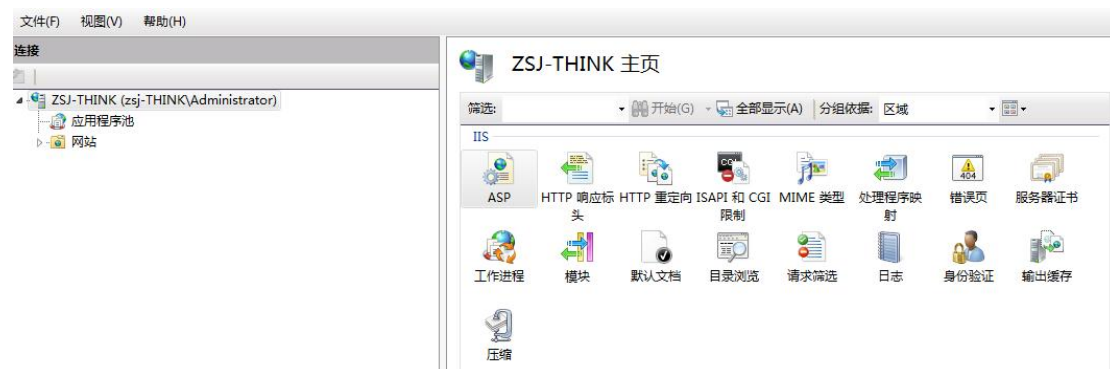 文件(F) 视图(V) 帮助(H)
连接
ZSJ-THINK (zsj-THINK\Administrator)
应用程序池
网站
ZSJ-THINK 主页
筛选: 开始(G) 全部显示(A) 分组依据: 区域
IIS
ASP HTTP 响应标头 HTTP 重定向 ISAPI 和 CGI 限制 MIME 类型 处理程序映射 错误页 服务器证书
工作进程 模块 默认文档 目录浏览 请求筛选 日志 身份验证 输出缓存
压缩